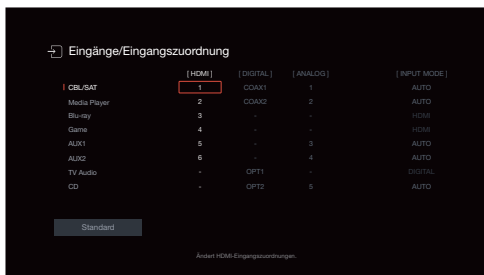 Eingänge/Eingangszuordnung
[ HDMI ] [ DIGITAL ] [ ANALOG ] [ INPUT MODE ]
CBL/SAT 1 COAX1 1 AUTO
Media Player 2 COAX2 2 AUTO
Blu-ray 3 - - HDMI
Game 4 - - HDMI
AUX1 5 - 3 AUTO
AUX2 6 - 4 AUTO
TV Audio - OPT1 - DIGITAL
CD - OPT2 5 AUTO
Standard
Ändert HDMI-Eingangszuordnungen.